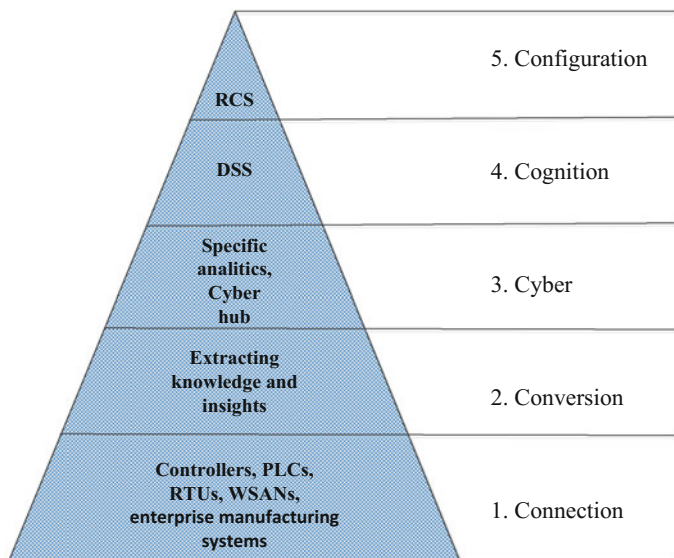 5. Configuration
RCS
DSS
4. Cognition
Specific
analitics,
Cyber
hub
3. Cyber
Extracting
knowledge and
insights
2. Conversion
Controllers, PLCs,
RTUs, WSANs,
enterprise manufacturing
systems
1. Connection